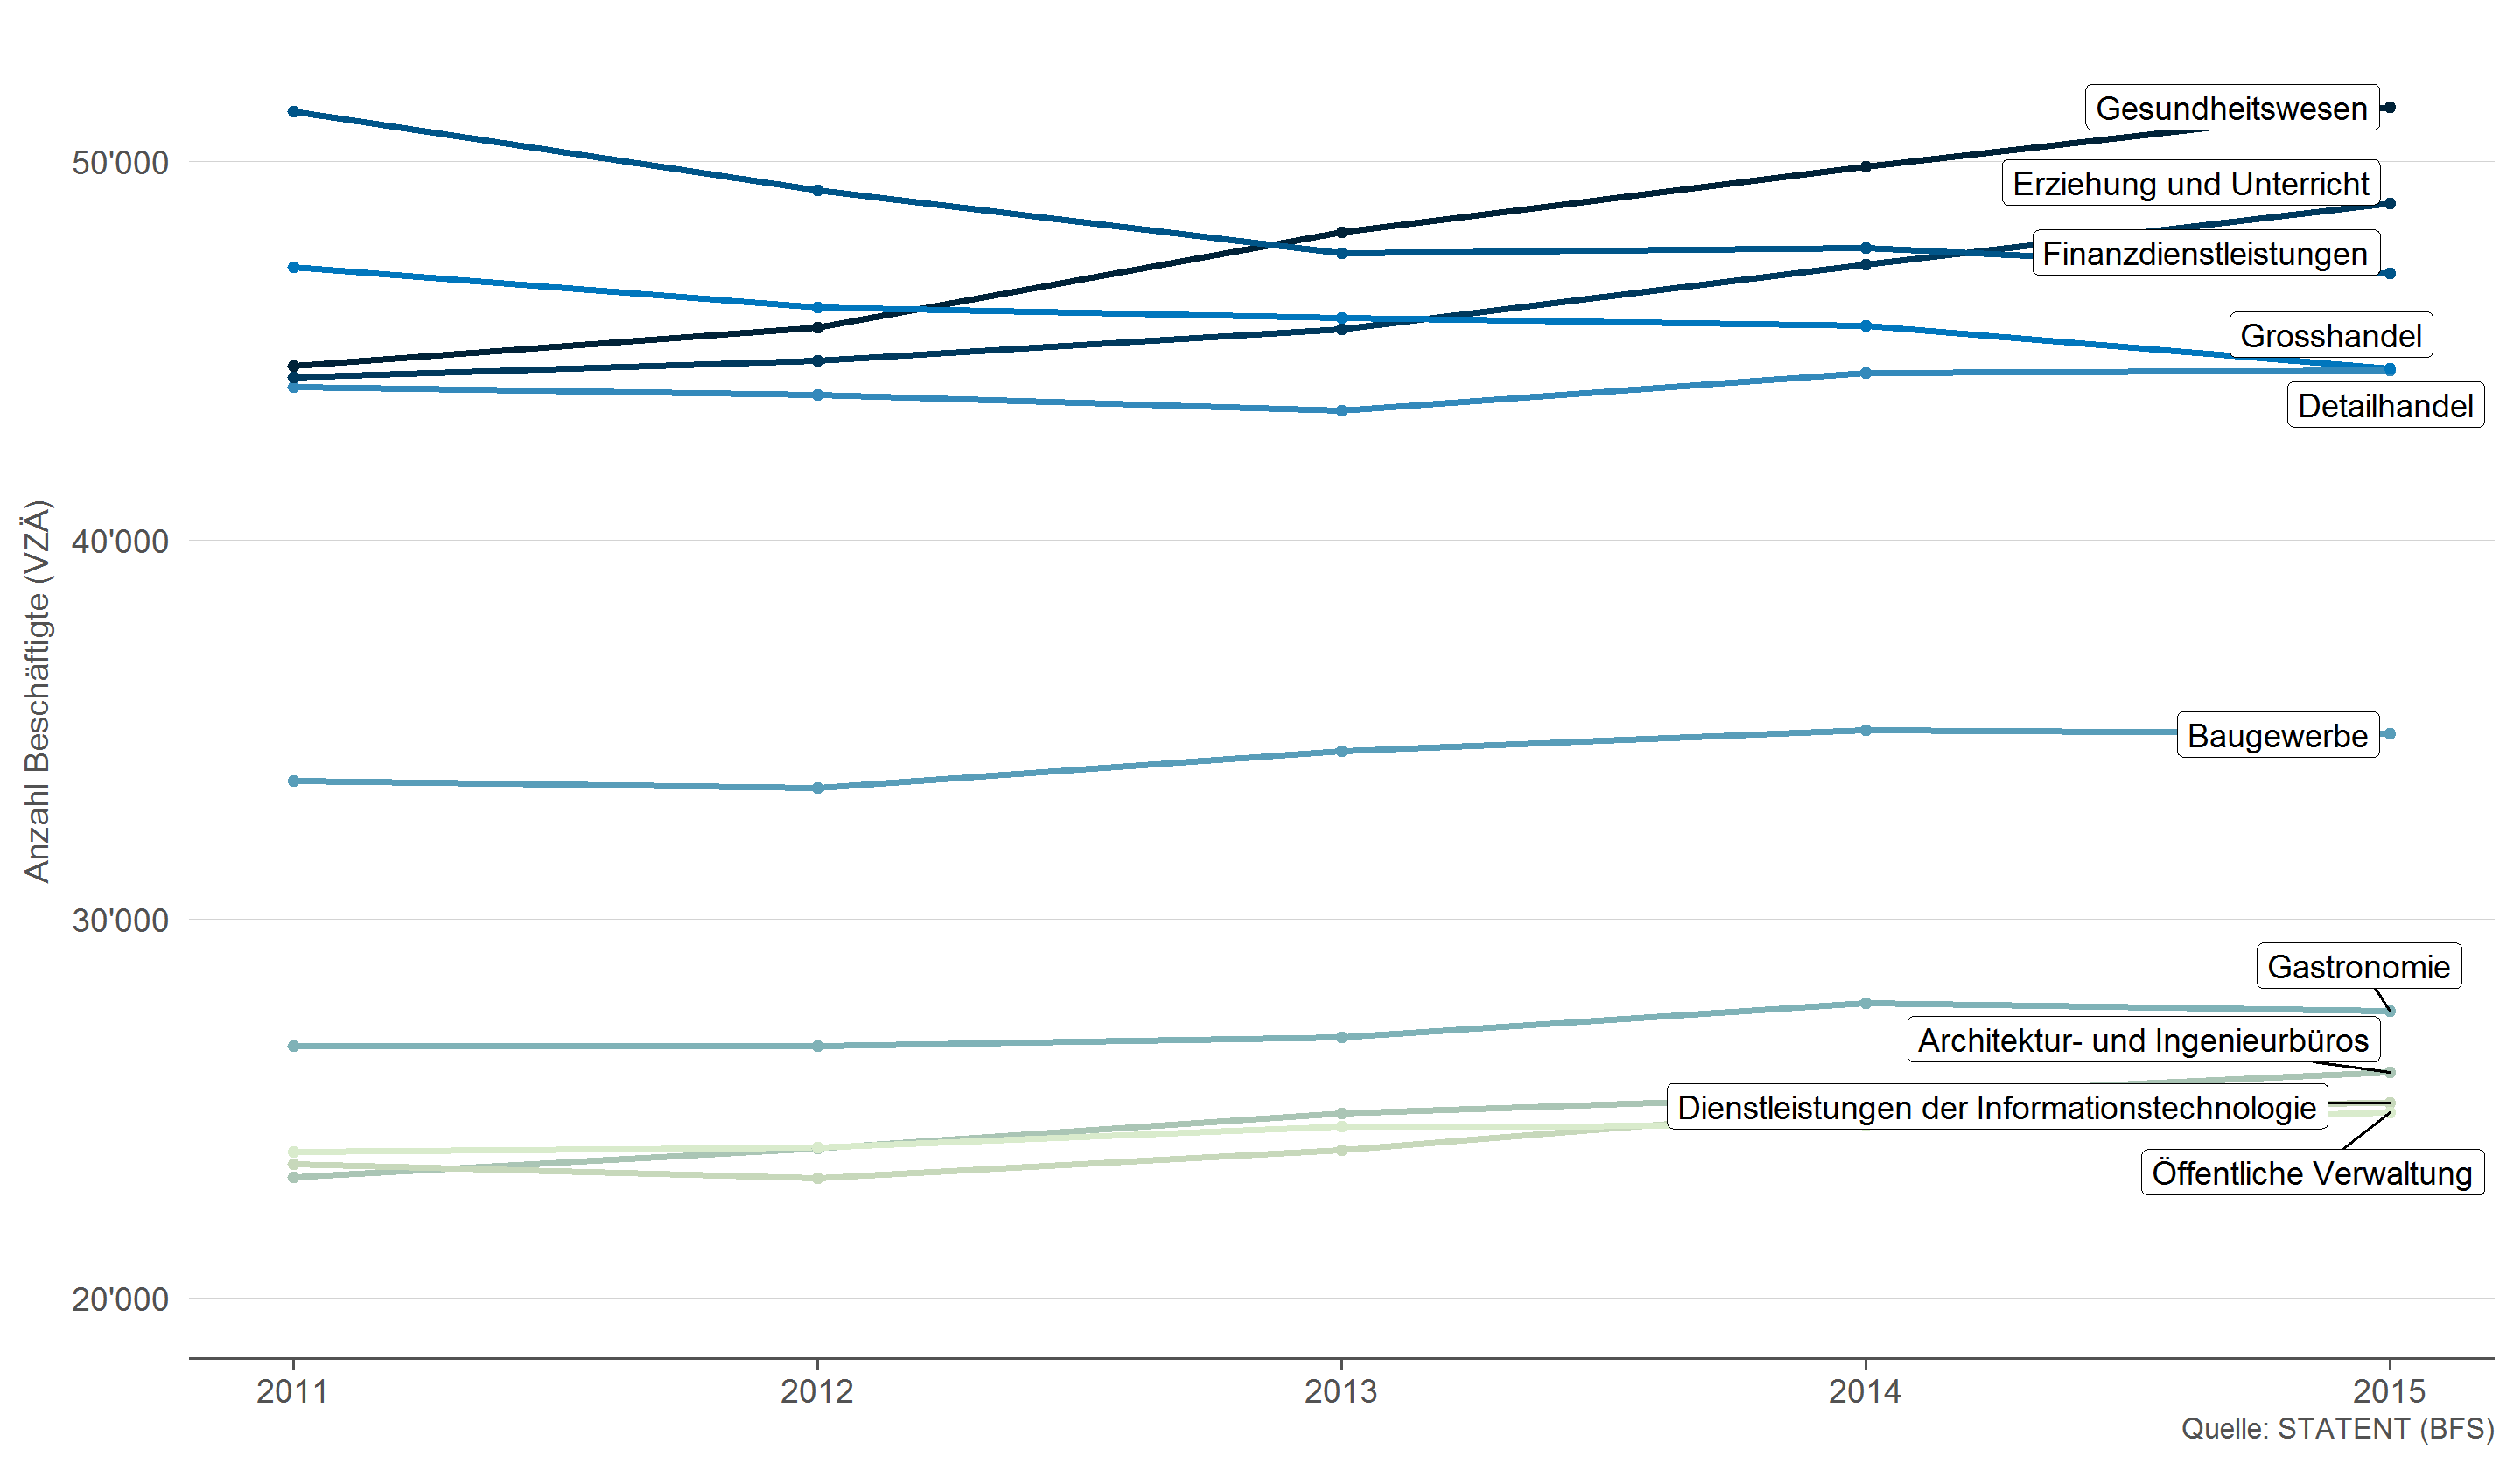 Gesundheitswesen
50'000
Erziehung und Unterricht
Finanzdienstleistungen
Grosshandel
Detailhandel
40'000
Anzahl Beschäftigte (VZÄ)
Baugewerbe
30'000
Gastronomie
Architektur- und Ingenieurbüros
Dienstleistungen der Informationstechnologie
Öffentliche Verwaltung
20'000
2011 2012 2013 2014 2015
Quelle: STATENT (BFS)